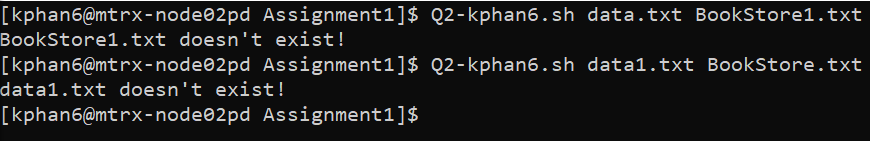 [kphan6@mtrx-node02pd Assignment1]$ Q2-kphan6.sh data.txt BookStore1.txt
BookStore1.txt doesn't exist!
[kphan6@mtrx-node02pd Assignment1]$ Q2-kphan6.sh data1.txt BookStore.txt
data1.txt doesn't exist!
[kphan6@mtrx-node02pd Assignment1]$